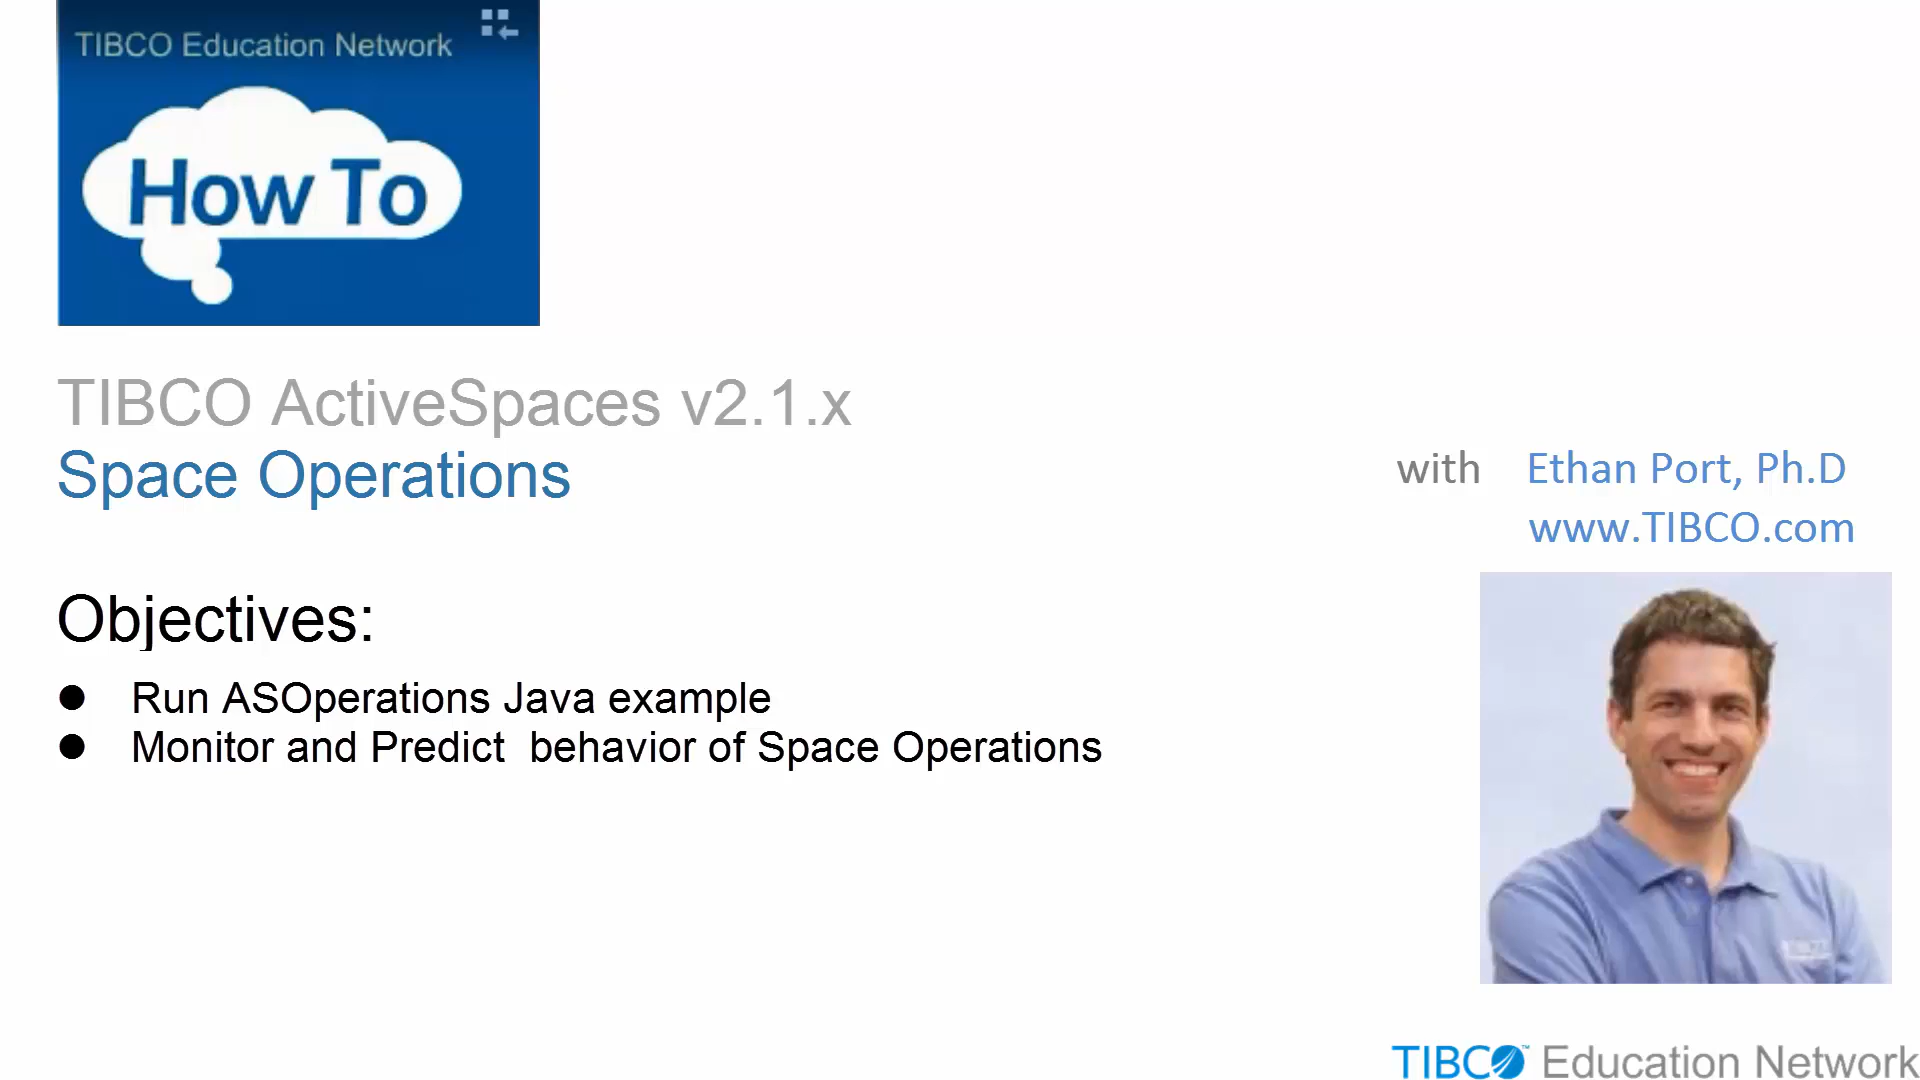 TIBCO Education Network
How To
TIBCO ActiveSpaces v2.1.x
Space Operations
with Ethan Port, Ph.D
www.TIBCO.com
Objectives:
● Run ASOperations Java example
● Monitor and Predict  behavior of Space Operations
TIBCO™ Education Network